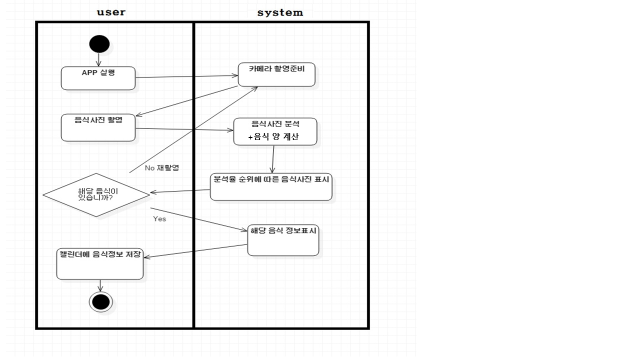 user
system
APP 실행
카메라 촬영준비
음식사진 촬영
음식사진 분석
+음식 양 계산
No 재촬영
분석율 순위에 따른 음식사진 표시
해당 음식이
있습니까?
Yes
해당 음식 정보표시
캘린더에 음식정보 저장